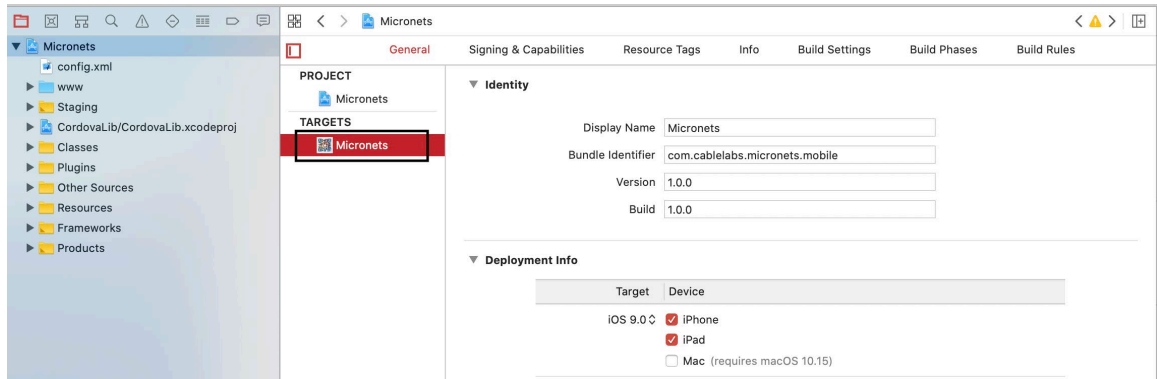 Micronets
Micronets
General Signing & Capabilities Resource Tags Info Build Settings Build Phases Build Rules
config.xml
www
Staging
CordovaLib/CordovaLib.xcodeproj
Classes
Plugins
Other Sources
Resources
Frameworks
Products
PROJECT
Micronets
TARGETS
Micronets
Identity
Display Name Micronets
Bundle Identifier com.cablelabs.micronets.mobile
Version 1.0.0
Build 1.0.0
Deployment Info
Target Device
iOS 9.0 iPhone
iPad
Mac (requires macOS 10.15)